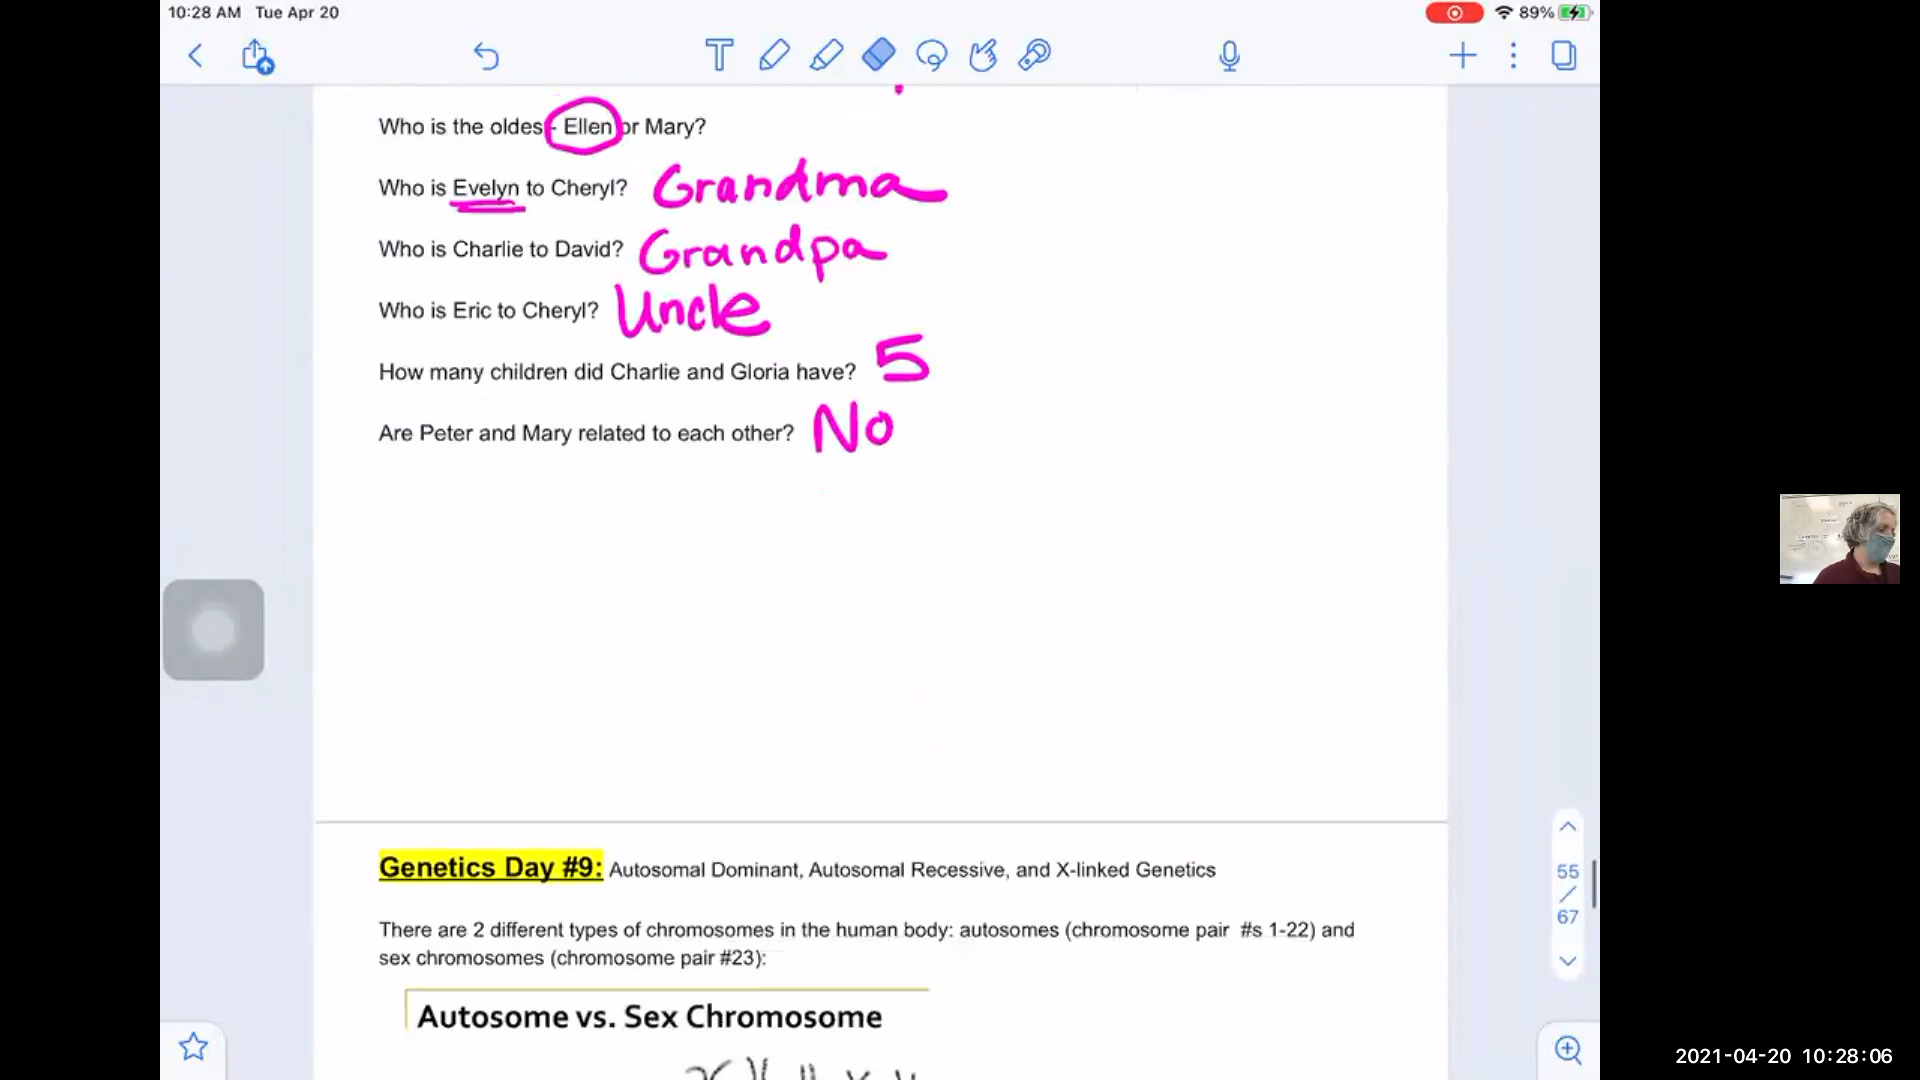 10:28 AM Tue Apr 20
89%
Who is the oldest - Ellen or Mary?
Who is Evelyn to Cheryl? Grandma
Who is Charlie to David? Grandpa
Who is Eric to Cheryl? Uncle
How many children did Charlie and Gloria have? 5
Are Peter and Mary related to each other? No
Genetics Day #9: Autosomal Dominant, Autosomal Recessive, and X-linked Genetics
There are 2 different types of chromosomes in the human body: autosomes (chromosome pair #s 1-22) and
sex chromosomes (chromosome pair #23):
Autosome vs. Sex Chromosome
55
/
67
2021-04-20 10:28:06